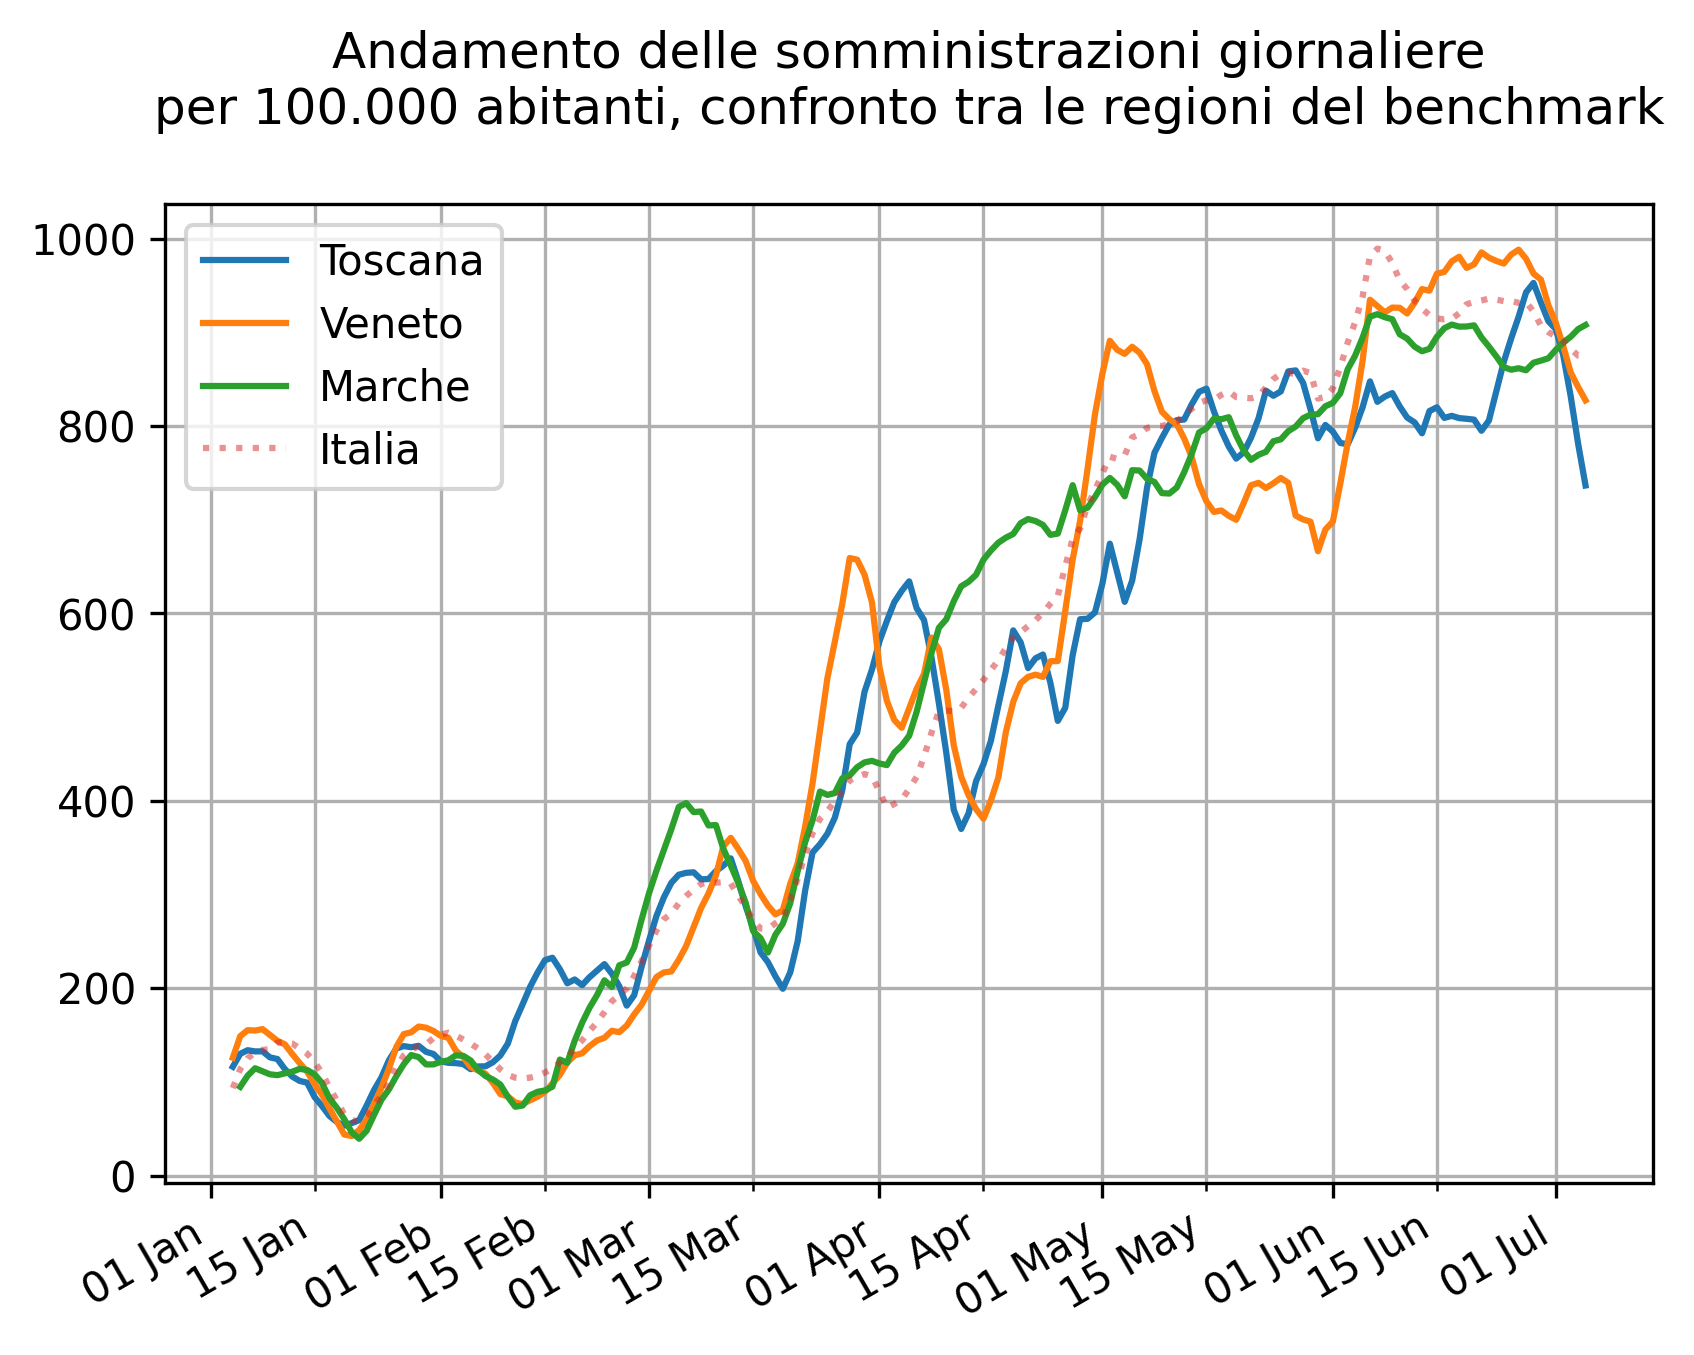 Andamento delle somministrazioni giornaliere
per 100.000 abitanti, confronto tra le regioni del benchmark
1000
800
600
400
200
0
Toscana
Veneto
Marche
Italia
01 Jan
15 Jan
01 Feb
15 Feb
01 Mar
15 Mar
01 Apr
15 Apr
01 May
15 May
01 Jun
15 Jun
01 Jul